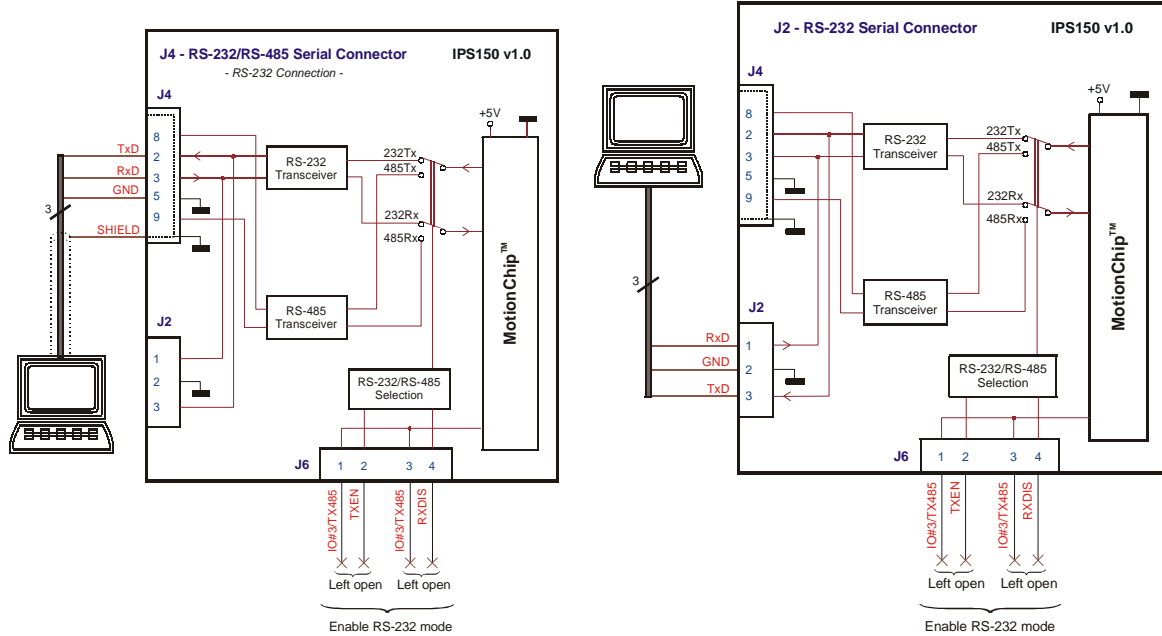 J4 - RS-232/RS-485 Serial Connector
IPS150 v1.0
- RS-232 Connection -
J4
+5V
8
TxD
2
RxD
3
GND
5
3
9
SHIELD
RS-232
Transceiver
232Tx
485Tx
232Rx
485Rx
MotionChip™
RS-485
Transceiver
J2
1
2
3
RS-232/RS-485
Selection
J6
1 2 3 4
IO#3/TX485
TXEN
IO#3/TX485
RXDIS
Left open
Left open
Enable RS-232 mode
J2 - RS-232 Serial Connector
IPS150 v1.0
J4
+5V
8
2
3
5
9
RS-232
Transceiver
232Tx
485Tx
232Rx
485Rx
MotionChip™
3
RS-485
Transceiver
J2
RxD
1
GND
2
TxD
3
RS-232/RS-485
Selection
J6
1 2 3 4
IO#3/TX485
TXEN
IO#3/TX485
RXDIS
Left open
Left open
Enable RS-232 mode